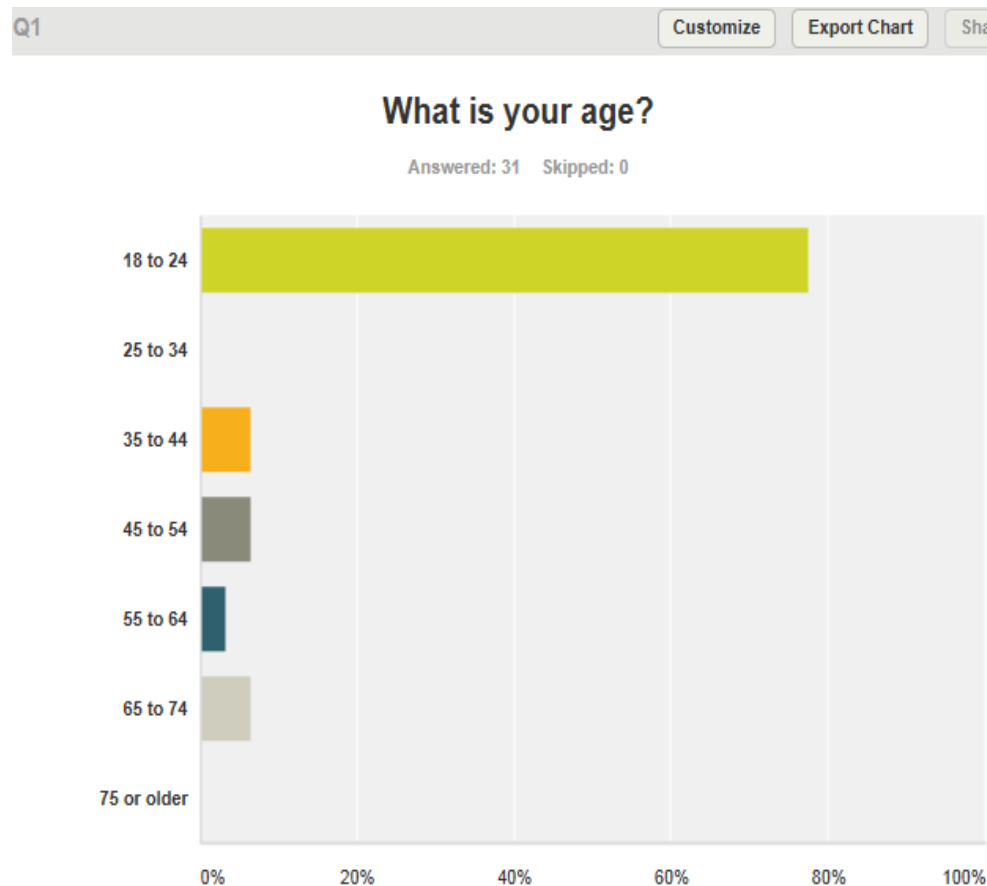 Q1 Customize Export Chart Sha
What is your age?
Answered: 31 Skipped: 0
18 to 24
25 to 34
35 to 44
45 to 54
55 to 64
65 to 74
75 or older
0% 20% 40% 60% 80% 100%